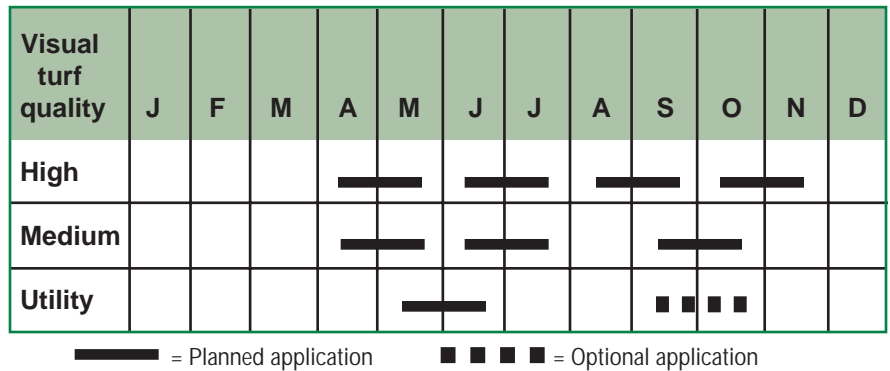 Visual
turf
quality J F M A M J J A S O N D
High
Medium
Utility
= Planned application = Optional application